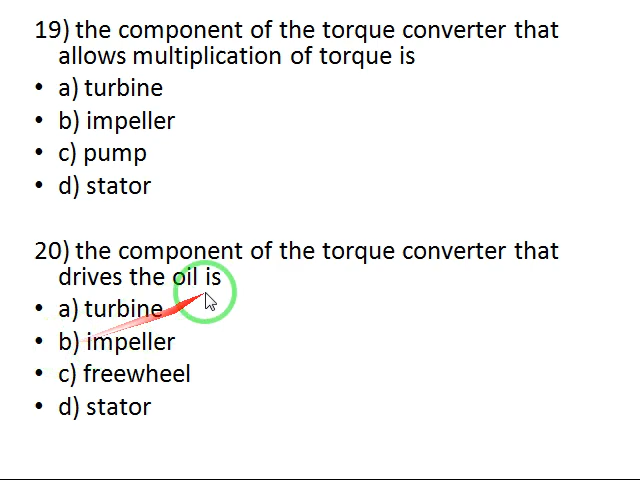 19) the component of the torque converter that
allows multiplication of torque is
• a) turbine
• b) impeller
• c) pump
• d) stator
20) the component of the torque converter that
drives the oil is
• a) turbine
• b) impeller
• c) freewheel
• d) stator